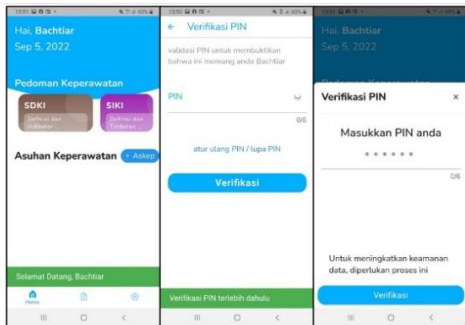 Hai, Bachtiar
Sep 5, 2022
Pedoman Keperawatan
SDKI
Definisi dan
Indikator ...
SIKI
Definisi dan
Tindakan ...
Asuhan Keperawatan
+ Askep
Selamat Datang, Bachtiar
Home
Verifikasi PIN
validasi PIN untuk membuktikan
bahwa ini memang anda Bachtiar
PIN
0/6
atur ulang PIN / lupa PIN
Verifikasi
Verifikasi PIN terlebih dahulu
Hai, Bachtiar
Sep 5, 2022
Pedoman Keperawatan
Verifikasi PIN
Masukkan PIN anda
0/6
Untuk meningkatkan keamanan
data, diperlukan proses ini
Verifikasi